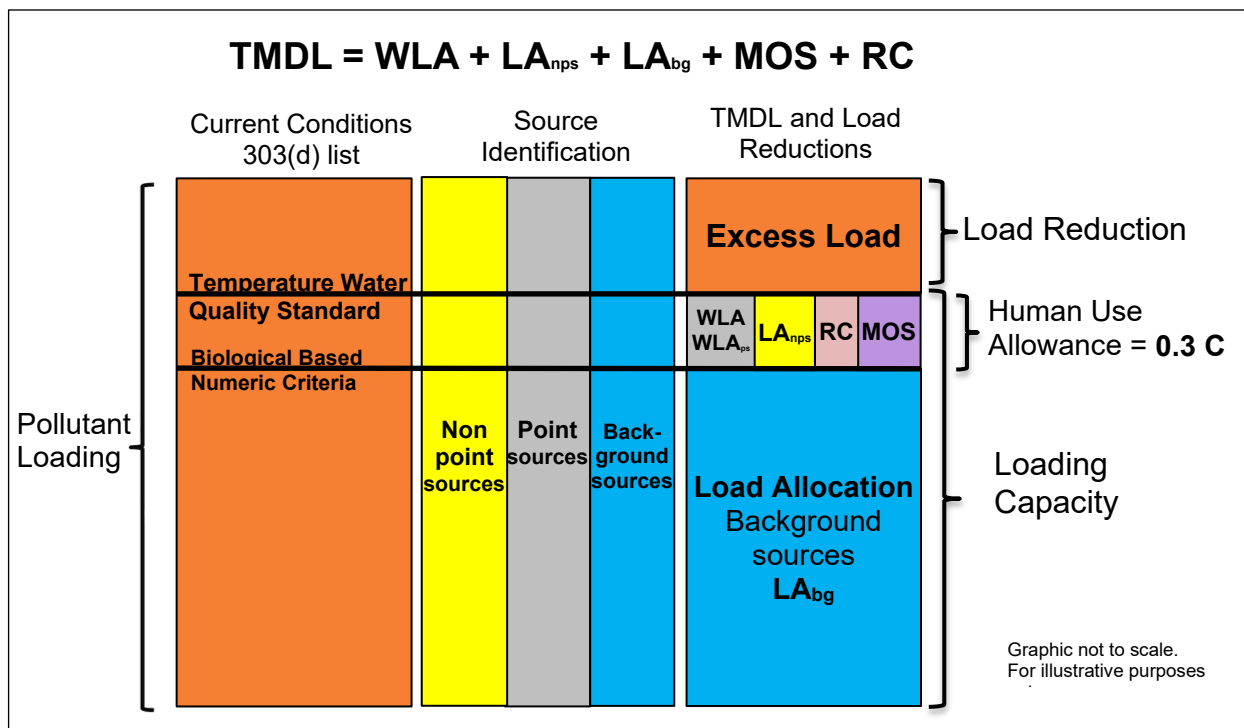 TMDL = WLA + LAnps + LAbg + MOS + RC
Current Conditions
303(d) list
Source
Identification
TMDL and Load
Reductions
Pollutant
Loading
Temperature Water
Quality Standard
Biological Based
Numeric Criteria
Non
point
sources
Point
sources
Back-
ground
sources
Excess Load
WLA
WLAps
LAnps
RC
MOS
Load Allocation
Background
sources
LAbg
Load Reduction
Human Use
Allowance = 0.3 C
Loading
Capacity
Graphic not to scale.
For illustrative purposes